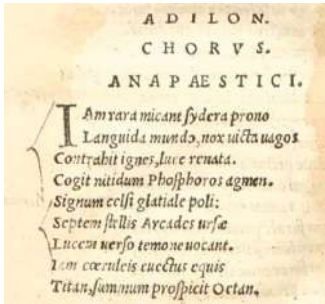 ADILON.
CHORVS.
ANAPAESTICI.
IAm rara micant sydera prono
Languida mundo, nox uicta uagos
Contrahit ignes, luce renata.
Cogit nitidum Phosphoros agmen.
Signum celsi glatiale poli;
Septem stellis Arcades ursæ
Lucem uerso temone uocant.
Iam cœruleis euectus equis
Titan, summum prospicit Octan.